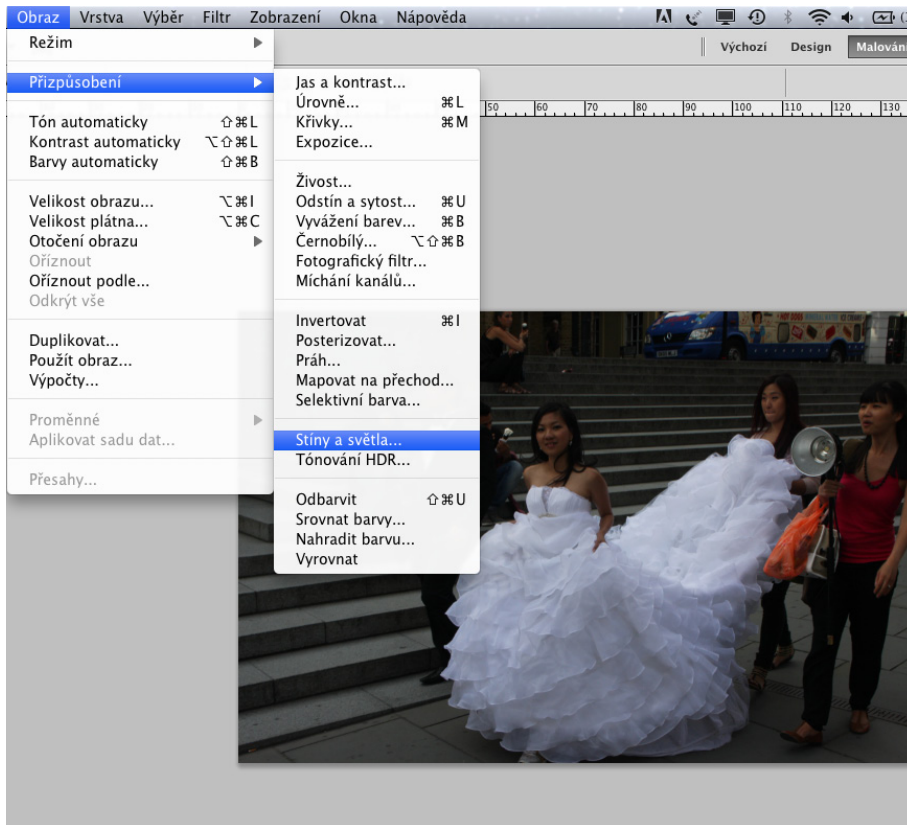 Obraz Vrstva Výběr Filtr Zobrazení Okna Nápověda
Výchozí Design Malování
Režim
Přizpůsobení
Tón automaticky ⇧⌘L
Kontrast automaticky ⌥⇧⌘L
Barvy automaticky ⇧⌘B
Velikost obrazu... ⌥⌘I
Velikost plátna... ⌥⌘C
Otočení obrazu
Oříznout
Oříznout podle...
Odkrýt vše
Duplikovat...
Použít obraz...
Výpočty...
Proměnné
Aplikovat sadu dat...
Přesahy...
Jas a kontrast...
Úrovně... ⌘L
Křivky... ⌘M
Expozice...
Živost...
Odstín a sytost... ⌘U
Vyvážení barev... ⌘B
Černobílý... ⌥⇧⌘B
Fotografický filtr...
Míchání kanálů...
Invertovat ⌘I
Posterizovat...
Práh...
Mapovat na přechod...
Selektivní barva...
Stíny a světla...
Tónování HDR...
Odbarvit ⇧⌘U
Srovnat barvy...
Nahradit barvu...
Vyrovnat
50 60 70 80 90 100 110 120 130